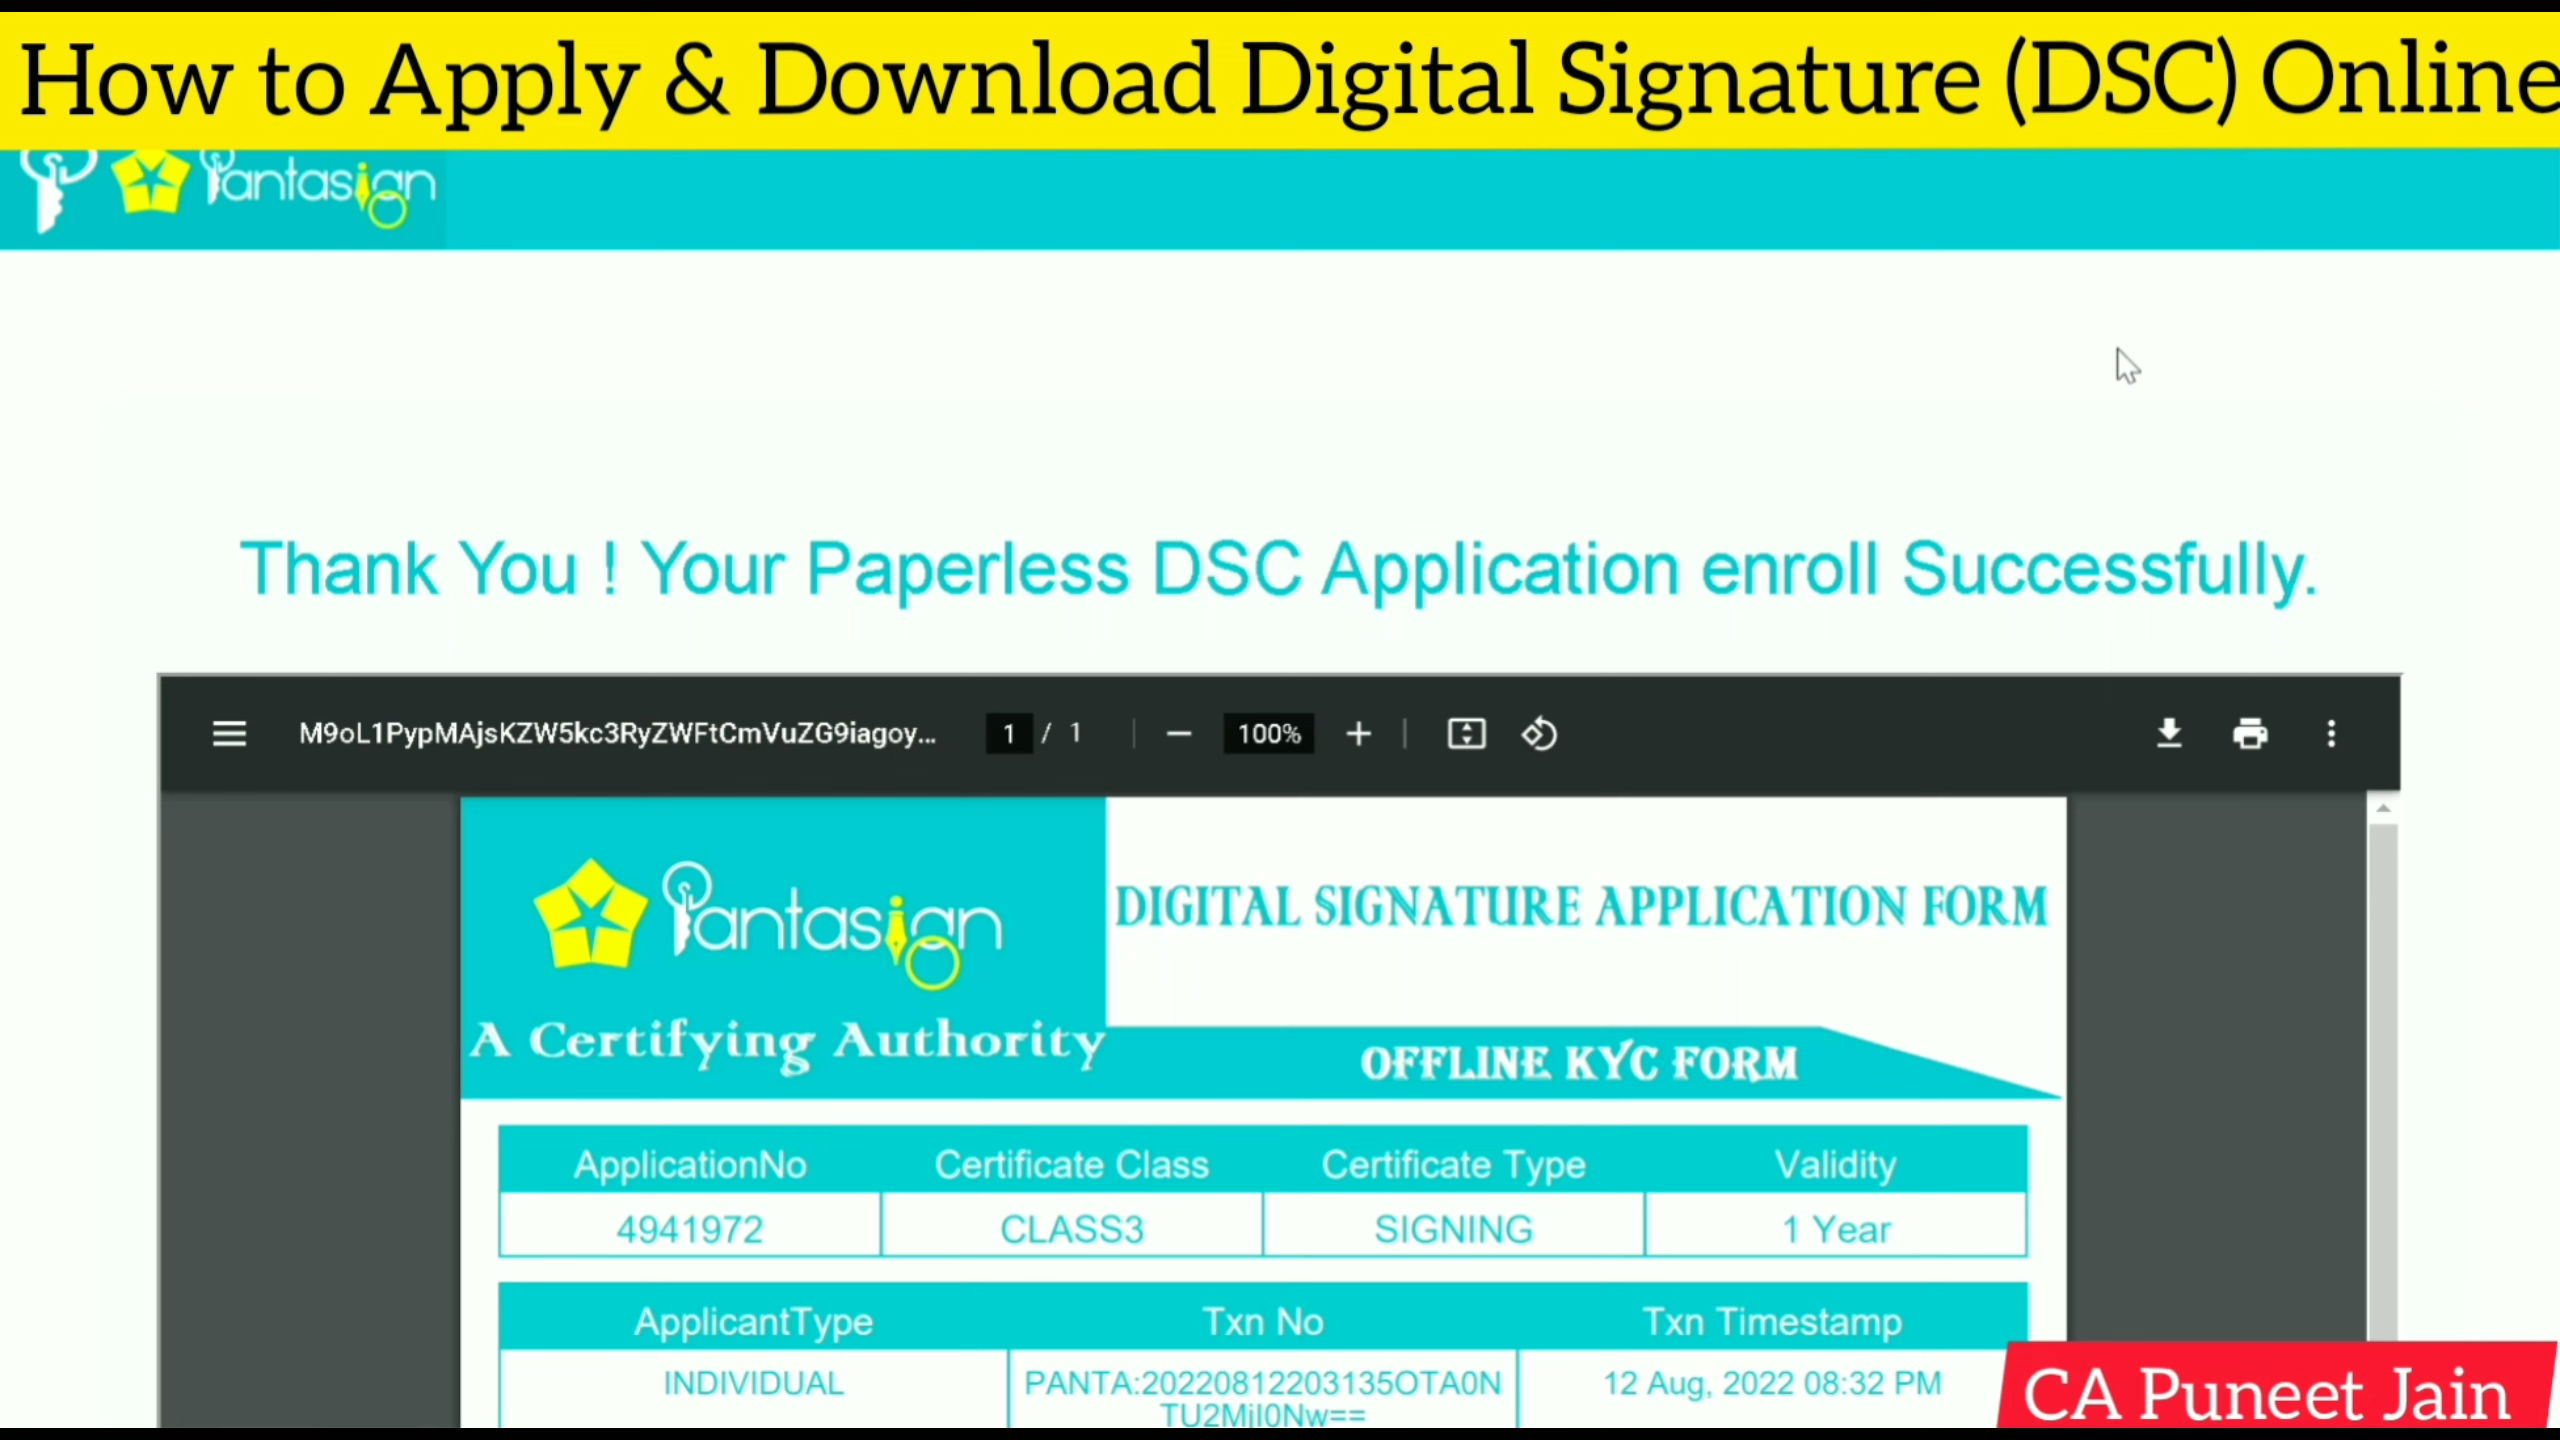 How to Apply & Download Digital Signature (DSC) Online
Pantasign
Thank You ! Your Paperless DSC Application enroll Successfully.
M9oL1PypMAjsKZW5kc3RyZWFtCmVuZG9iagoy... 1 / 1 100%
Pantasign
DIGITAL SIGNATURE APPLICATION FORM
A Certifying Authority
OFFLINE KYC FORM
ApplicationNo Certificate Class Certificate Type Validity
4941972 CLASS3 SIGNING 1 Year
ApplicantType Txn No Txn Timestamp
INDIVIDUAL PANTA:20220812203135OTA0N 12 Aug, 2022 08:32 PM
TU2MjI0Nw==
CA Puneet Jain